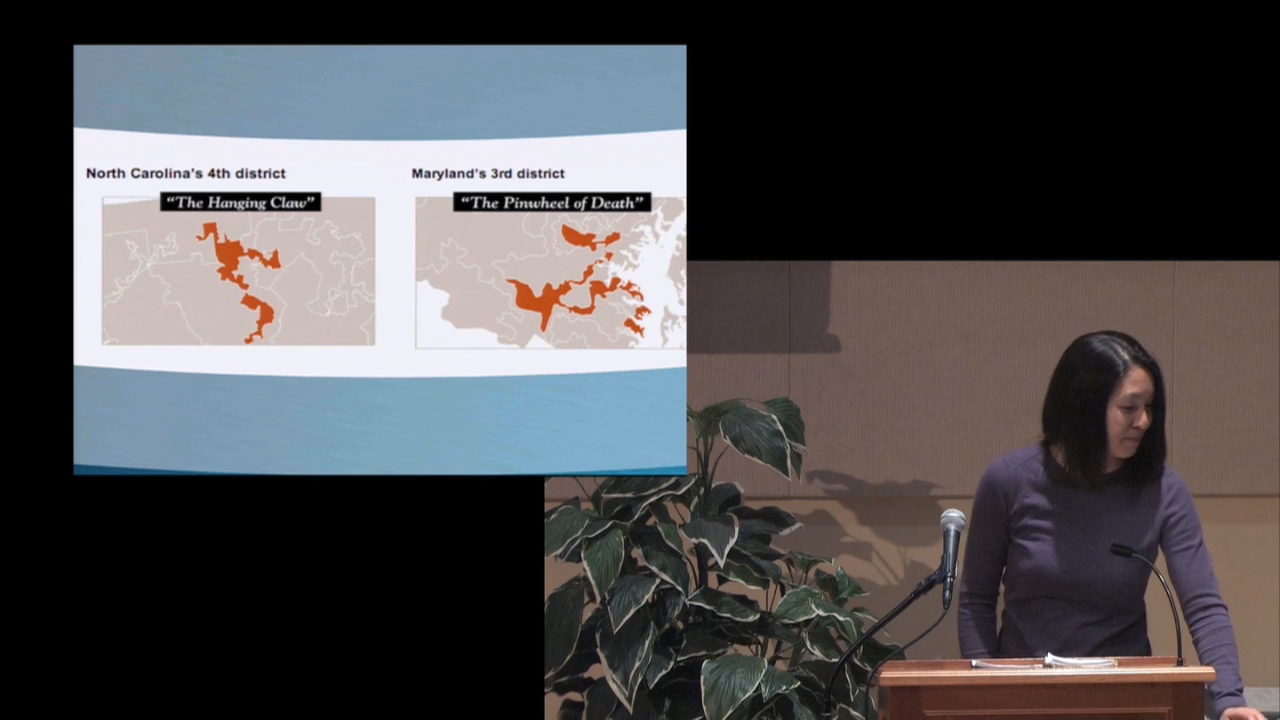 North Carolina's 4th district
"The Hanging Claw"
Maryland's 3rd district
"The Pinwheel of Death"